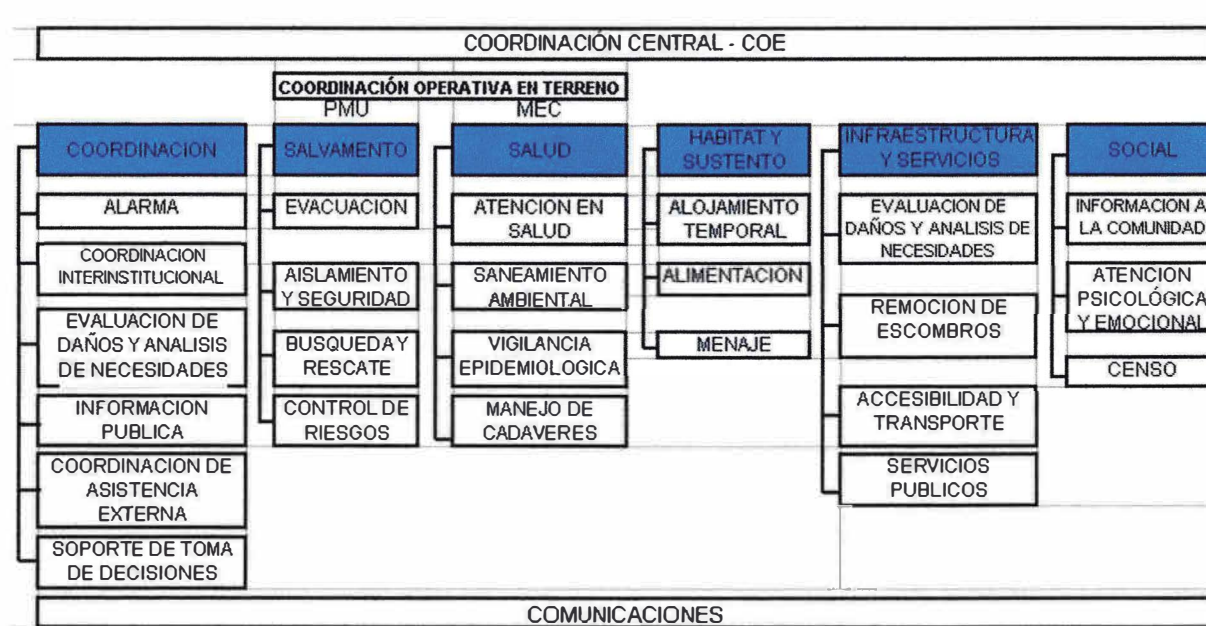 COORDINACIÓN CENTRAL - COE
COORDINACIÓN OPERATIVA EN TERRENO
PMU
MEC
COORDINACION
ALARMA
COORDINACION
INTERINSTITUCIONAL
EVALUACION DE
DAÑOS Y ANALISIS
DE NECESIDADES
INFORMACION
PUBLICA
COORDINACION DE
ASISTENCIA
EXTERNA
SOPORTE DE TOMA
DE DECISIONES
SALVAMENTO
EVACUACION
AISLAMIENTO
Y SEGURIDAD
BUSQUEDA Y
RESCATE
CONTROL DE
RIESGOS
SALUD
ATENCION EN
SALUD
SANEAMIENTO
AMBIENTAL
VIGILANCIA
EPIDEMIOLOGICA
MANEJO DE
CADAVERES
HABITAT Y
SUSTENTO
ALOJAMIENTO
TEMPORAL
ALIMENTACION
MENAJE
INFRAESTRUCTURA
Y SERVICIOS
EVALUACION DE
DAÑOS Y ANALISIS DE
NECESIDADES
REMOCION DE
ESCOMBROS
ACCESIBILIDAD Y
TRANSPORTE
SERVICIOS
PUBLICOS
SOCIAL
INFORMACION A
LA COMUNIDAD
ATENCION
PSICOLÓGICA
Y EMOCIONAL
CENSO
COMUNICACIONES